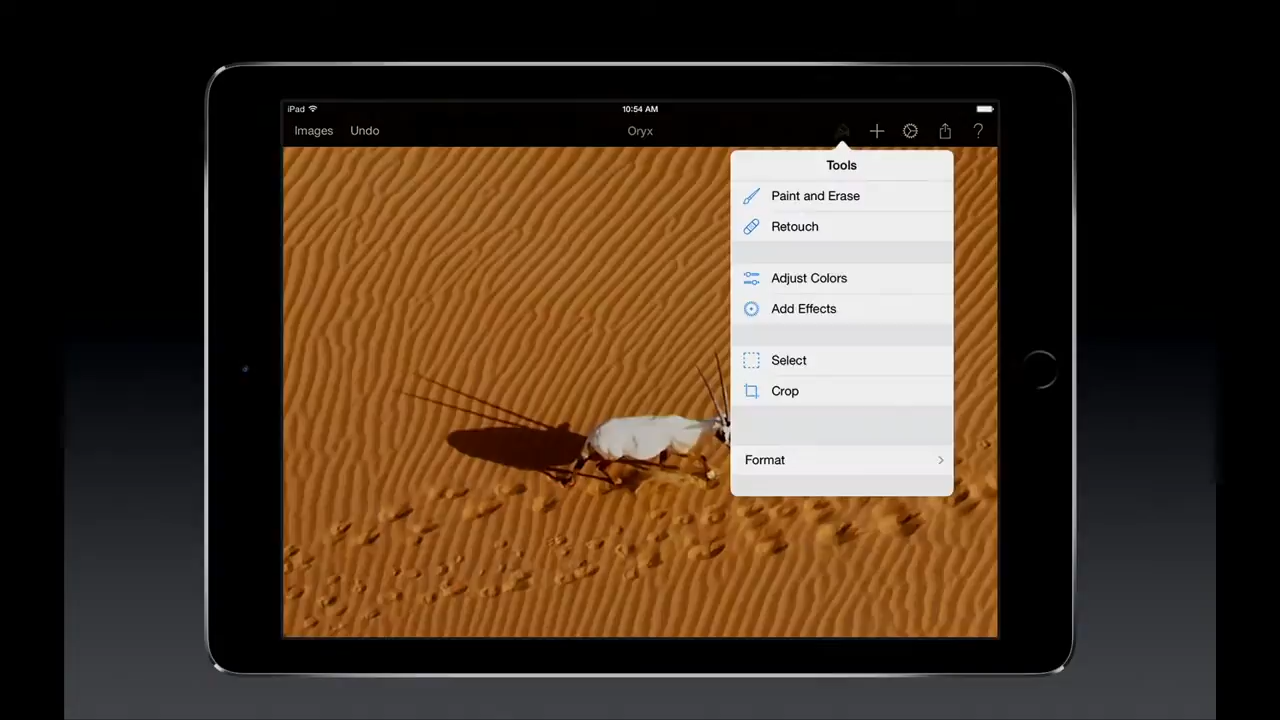 iPad
10:54 AM
Images
Undo
Oryx
?
Tools
Paint and Erase
Retouch
Adjust Colors
Add Effects
Select
Crop
Format